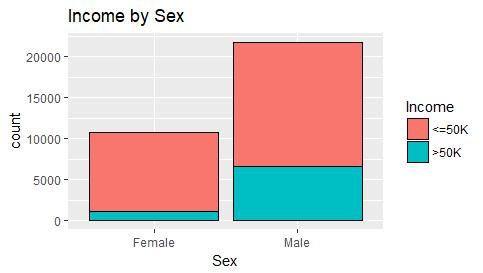 Income by Sex
20000
15000
10000
5000
0
count
Female
Male
Sex
Income
<=50K
>50K